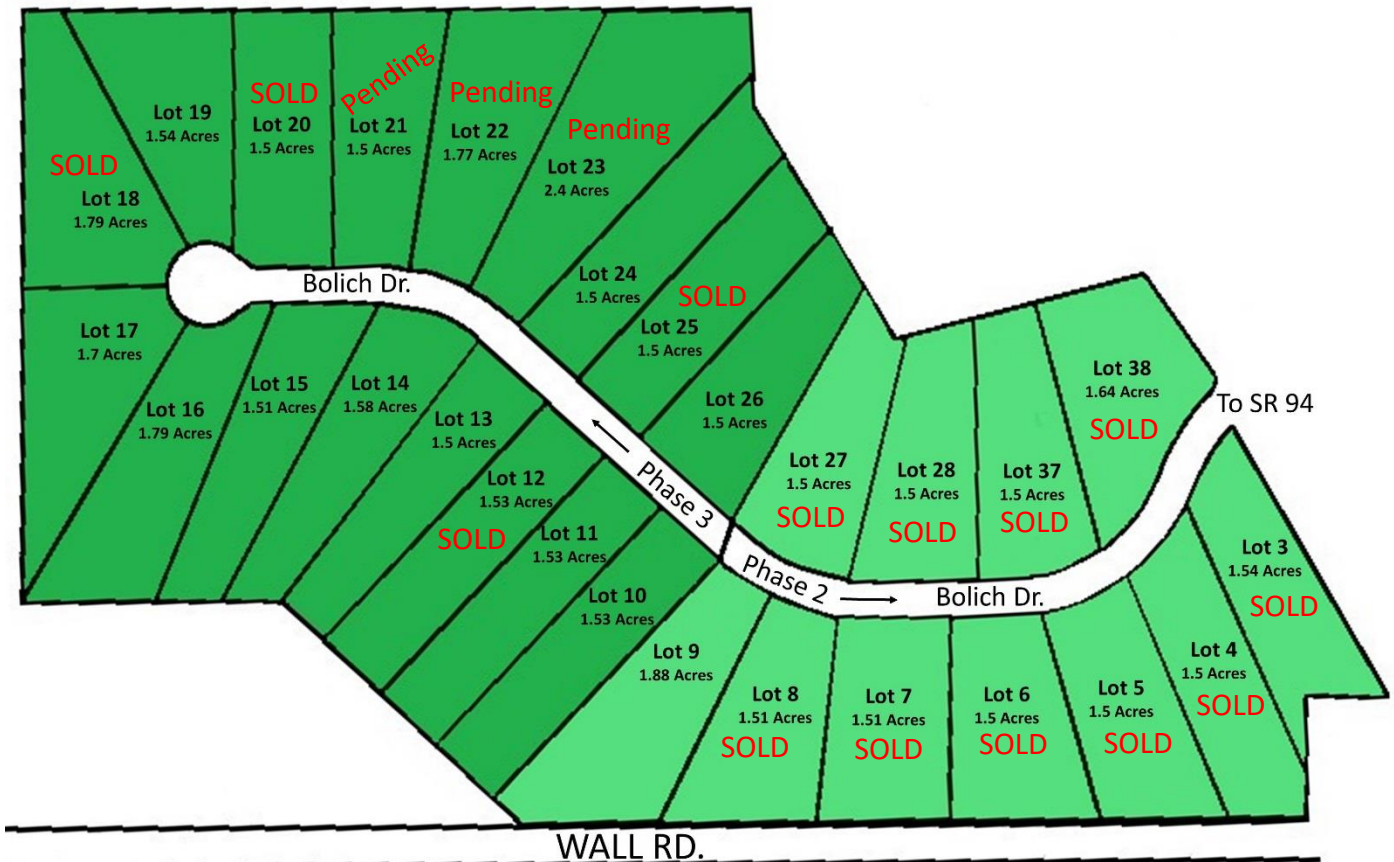 Lot 19
1.54 Acres
SOLD
Lot 20
1.5 Acres
Pending
Lot 21
1.5 Acres
Pending
Lot 22
1.77 Acres
Pending
Lot 23
2.4 Acres
SOLD
Lot 18
1.79 Acres
Bolich Dr.
Lot 24
1.5 Acres
SOLD
Lot 25
1.5 Acres
Lot 26
1.5 Acres
Lot 17
1.7 Acres
Lot 16
1.79 Acres
Lot 15
1.51 Acres
Lot 14
1.58 Acres
Lot 13
1.5 Acres
Lot 12
1.53 Acres
SOLD
Lot 11
1.53 Acres
Lot 10
1.53 Acres
Phase 3
Lot 27
1.5 Acres
SOLD
Lot 28
1.5 Acres
SOLD
Lot 37
1.5 Acres
SOLD
Lot 38
1.64 Acres
SOLD
To SR 94
Phase 2
Bolich Dr.
Lot 9
1.88 Acres
Lot 8
1.51 Acres
SOLD
Lot 7
1.51 Acres
SOLD
Lot 6
1.5 Acres
SOLD
Lot 5
1.5 Acres
SOLD
Lot 4
1.5 Acres
SOLD
Lot 3
1.54 Acres
SOLD
WALL RD.